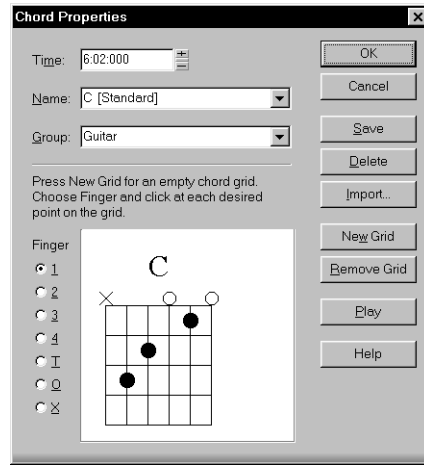 Chord Properties
Time: 6:02:000
Name: C [Standard]
Group: Guitar
Press New Grid for an empty chord grid.
Choose Finger and click at each desired
point on the grid.
Finger
1
2
3
4
T
O
X
C
X O O
OK
Cancel
Save
Delete
Import...
New Grid
Remove Grid
Play
Help